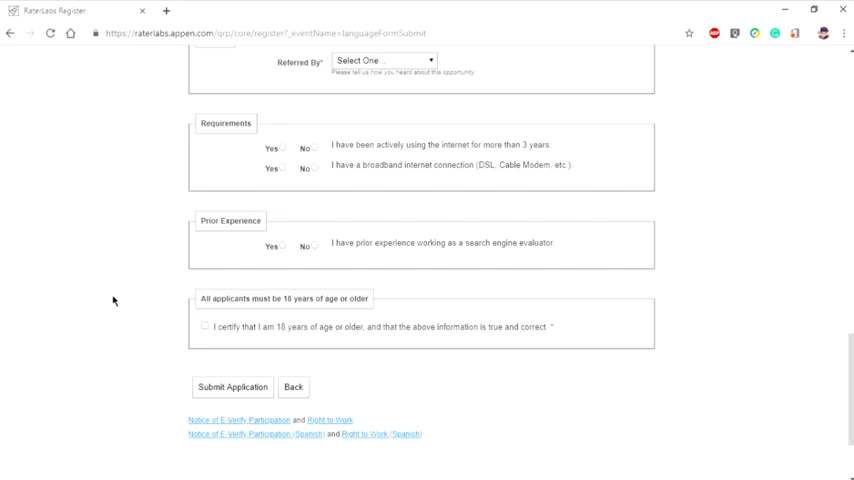 RaterLabs Register
https://raterlabs.appen.com/qrp/core/register?_eventName=languageFormSubmit
Referred By* Select One...
Please tell us how you heard about this opportunity.
Requirements
Yes No I have been actively using the internet for more than 3 years.
Yes No I have a broadband internet connection (DSL, Cable Modem, etc.).
Prior Experience
Yes No I have prior experience working as a search engine evaluator.
All applicants must be 18 years of age or older
I certify that I am 18 years of age or older, and that the above information is true and correct. *
Submit Application Back
Notice of E-Verify Participation and Right to Work
Notice of E-Verify Participation (Spanish) and Right to Work (Spanish)